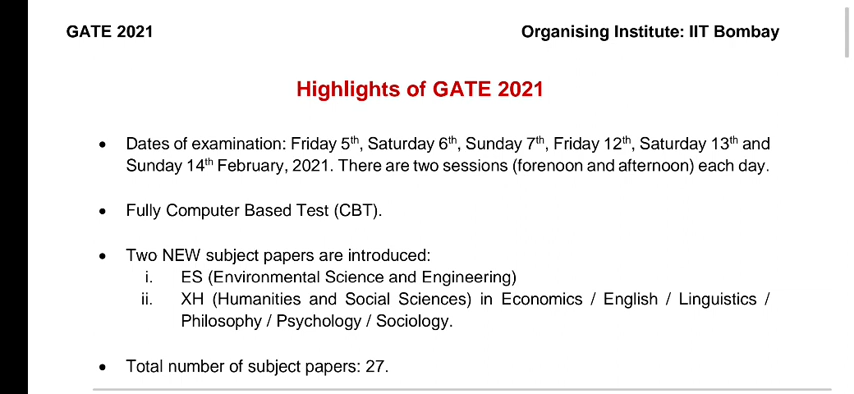 GATE 2021 Organising Institute: IIT Bombay
Highlights of GATE 2021
• Dates of examination: Friday 5th, Saturday 6th, Sunday 7th, Friday 12th, Saturday 13th and
Sunday 14th February, 2021. There are two sessions (forenoon and afternoon) each day.
• Fully Computer Based Test (CBT).
• Two NEW subject papers are introduced:
i. ES (Environmental Science and Engineering)
ii. XH (Humanities and Social Sciences) in Economics / English / Linguistics /
Philosophy / Psychology / Sociology.
• Total number of subject papers: 27.